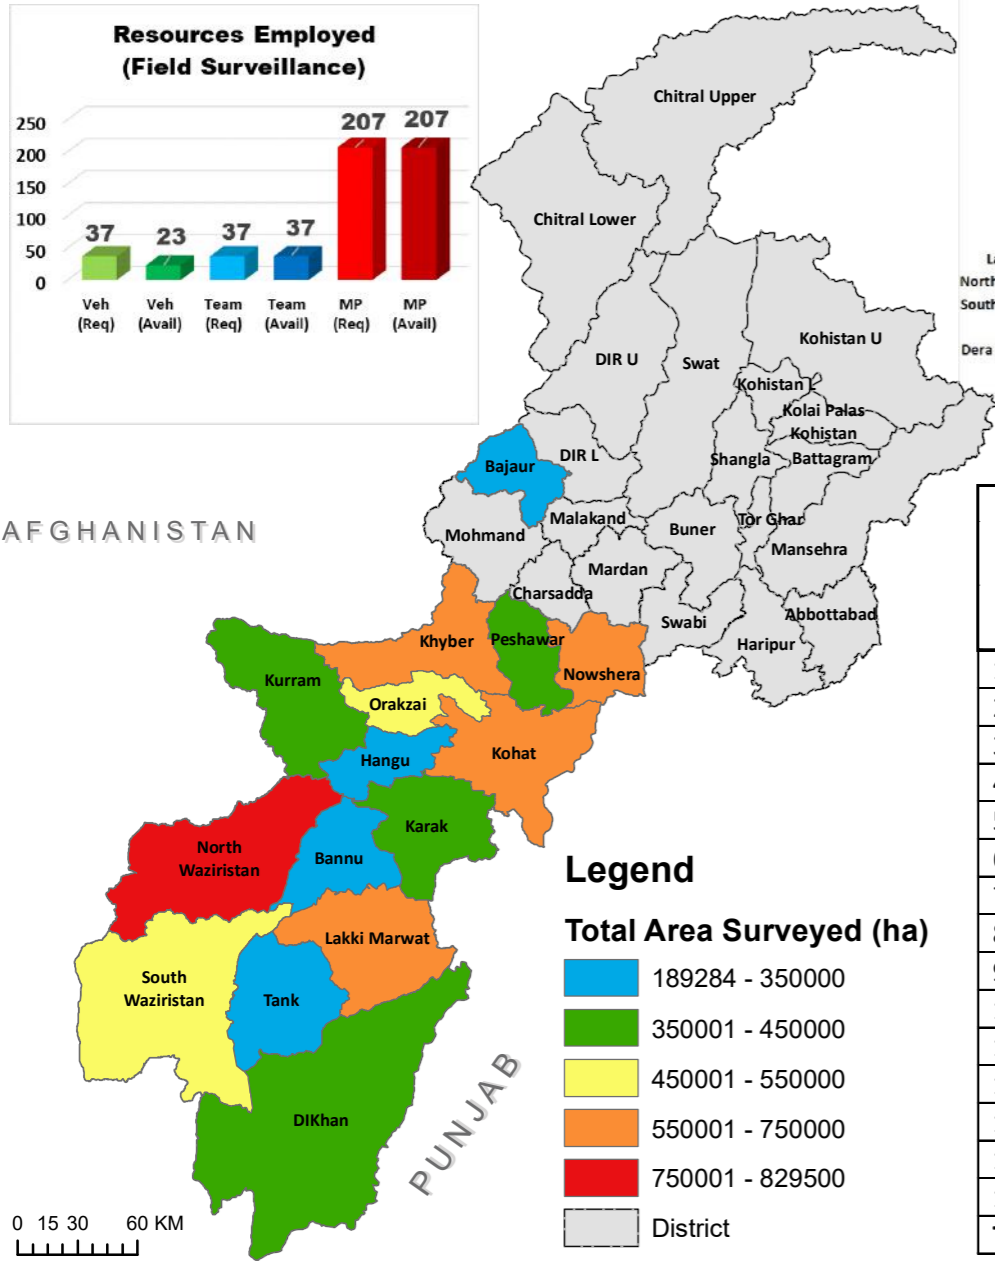 Resources Employed
(Field Surveillance)
250
200
150
100
50
0
37
23
37
37
207
207
Veh
(Req)
Veh
(Avail)
Team
(Req)
Team
(Avail)
MP
(Req)
MP
(Avail)
Chitral Upper
Chitral Lower
DIR U
Swat
Kohistan U
Kohistan L
Kolai Palas
Kohistan
Bajaur
DIR L
Shangla
Battagram
AFGHANISTAN
Mohmand
Malakand
Buner
Tor Ghar
Mansehra
Mardan
Charsadda
Swabi
Abbottabad
Haripur
Khyber
Peshawar
Nowshera
Kurram
Orakzai
Hangu
Kohat
Karak
North
Waziristan
Bannu
Lakki Marwat
South
Waziristan
Tank
DIKhan
PUNJAB
Legend
Total Area Surveyed (ha)
189284 - 350000
350001 - 450000
450001 - 550000
550001 - 750000
750001 - 829500
District
0 15 30 60 KM
La
North
South
Dera